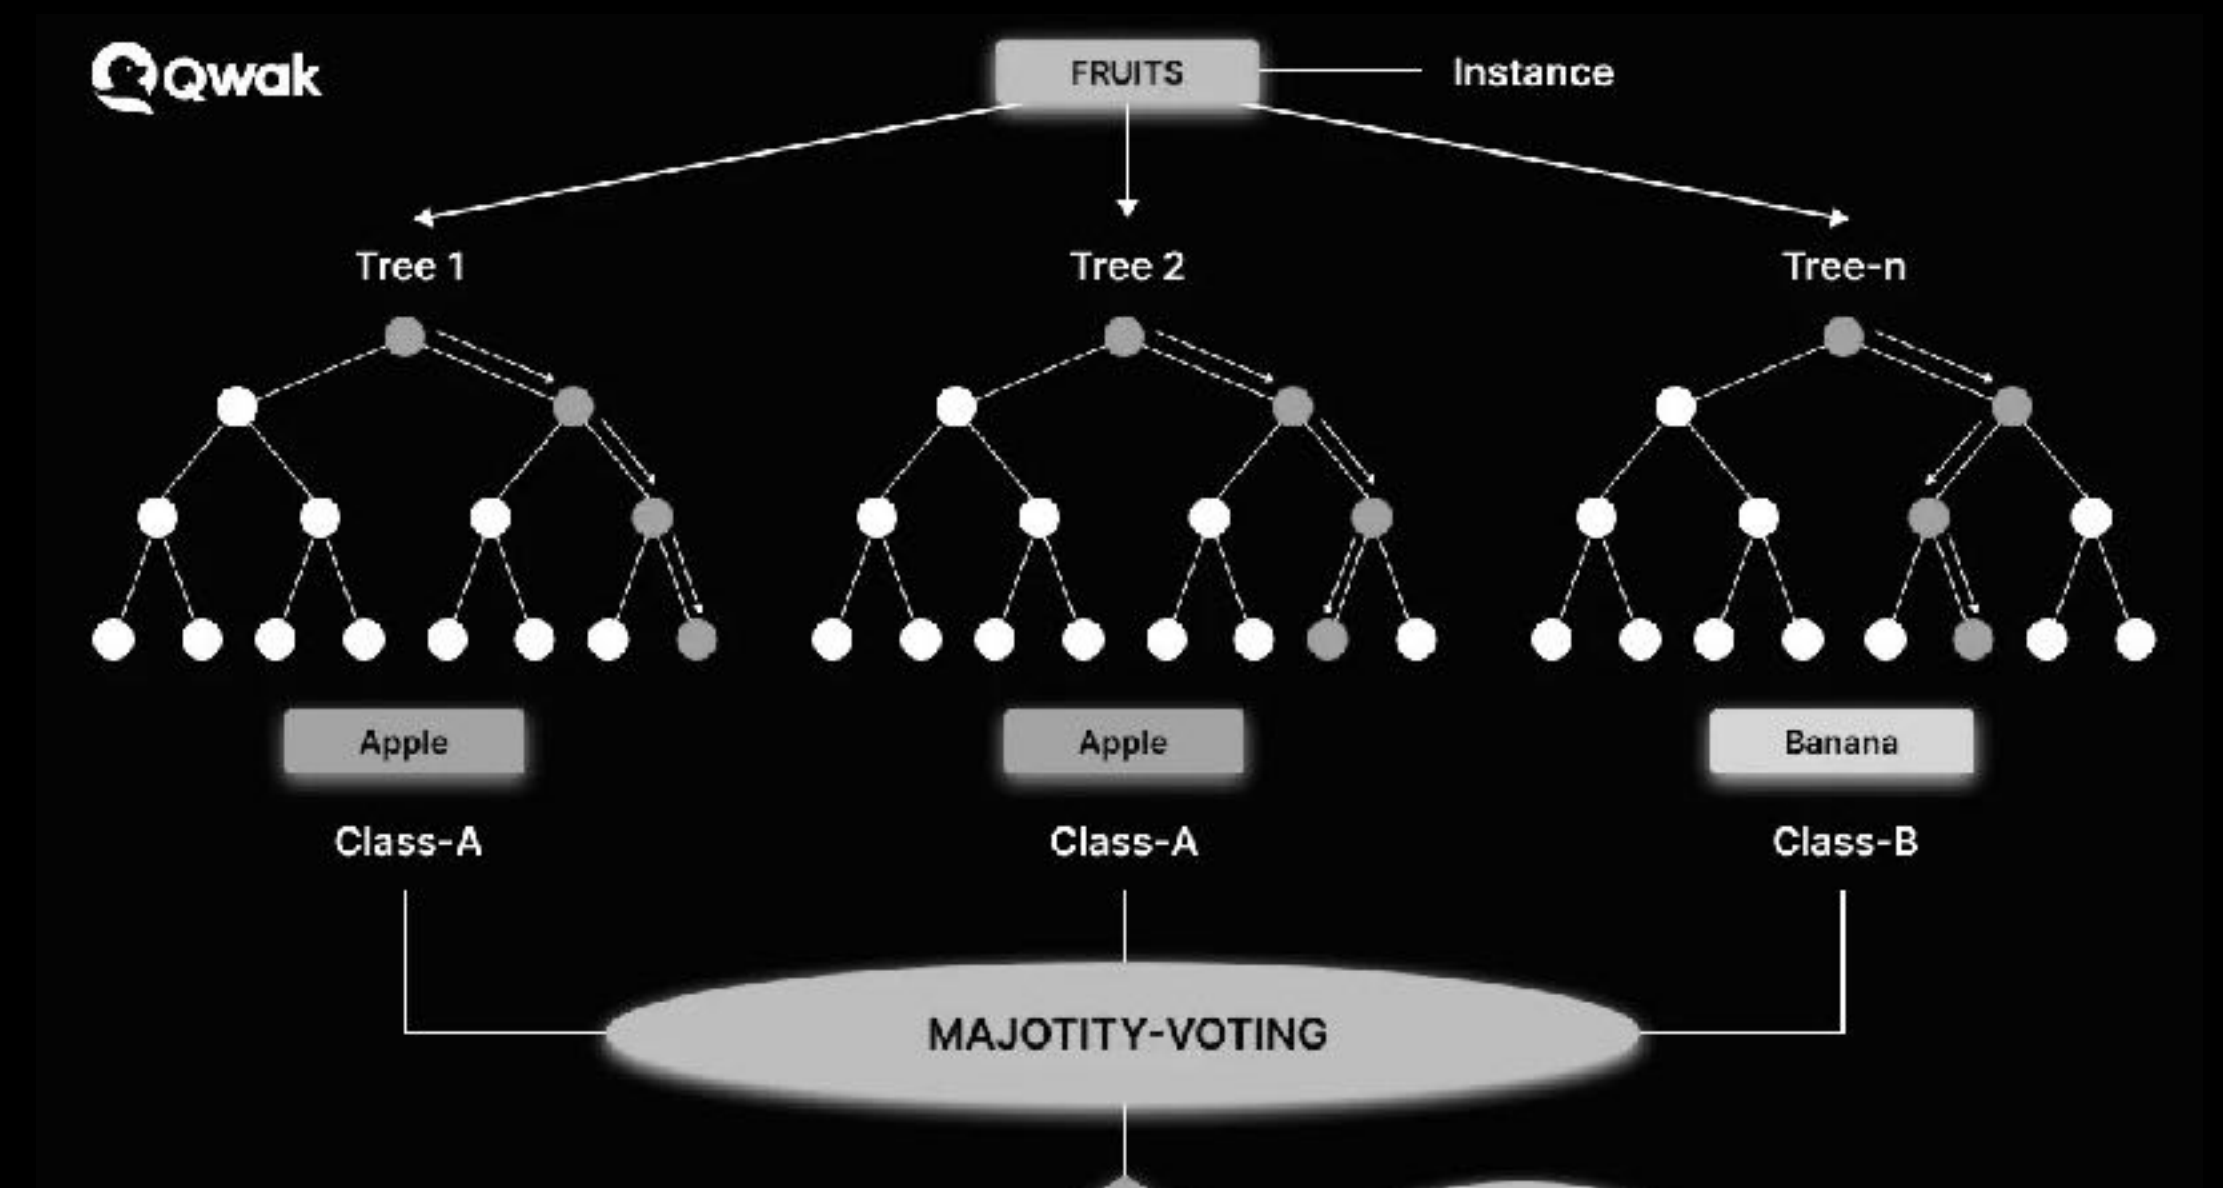 Qwak
FRUITS
Instance
Tree 1
Tree 2
Tree-n
Apple
Apple
Banana
Class-A
Class-A
Class-B
MAJOTITY-VOTING